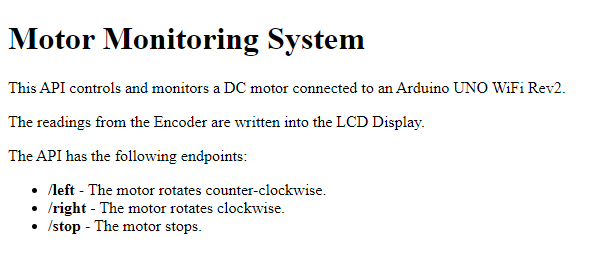 Motor Monitoring System
This API controls and monitors a DC motor connected to an Arduino UNO WiFi Rev2.
The readings from the Encoder are written into the LCD Display.
The API has the following endpoints:
• /left - The motor rotates counter-clockwise.
• /right - The motor rotates clockwise.
• /stop - The motor stops.